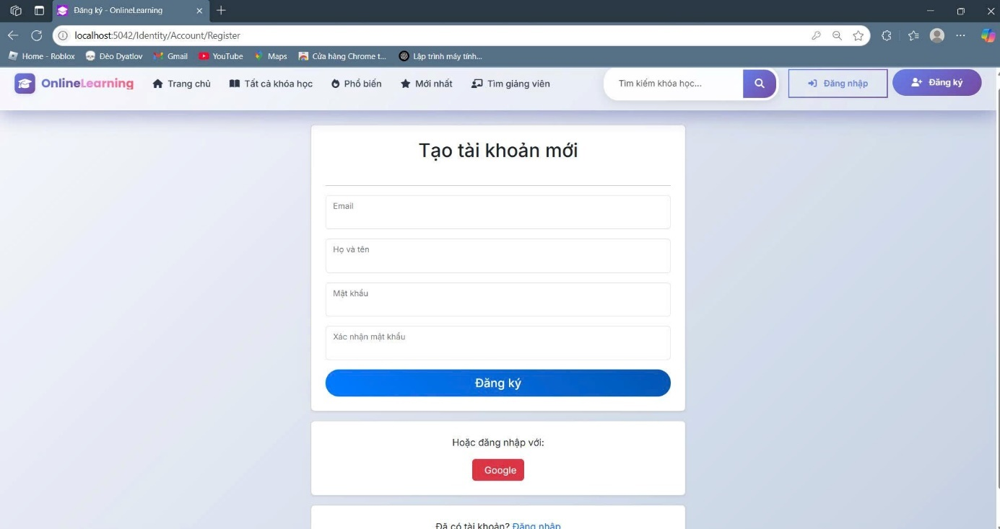 Đăng ký - OnlineLearning
localhost:5042/Identity/Account/Register
Home - Roblox Dèo Dyatlov Gmail YouTube Maps Cửa hàng Chrome t... Lập trình máy tính...
OnlineLearning Trang chủ Tất cả khóa học Phổ biến Mới nhất Tìm giảng viên Tìm kiếm khóa học... Đăng nhập Đăng ký
Tạo tài khoản mới
Email
Họ và tên
Mật khẩu
Xác nhận mật khẩu
Đăng ký
Hoặc đăng nhập với:
Google
Đã có tài khoản? Đăng nhập